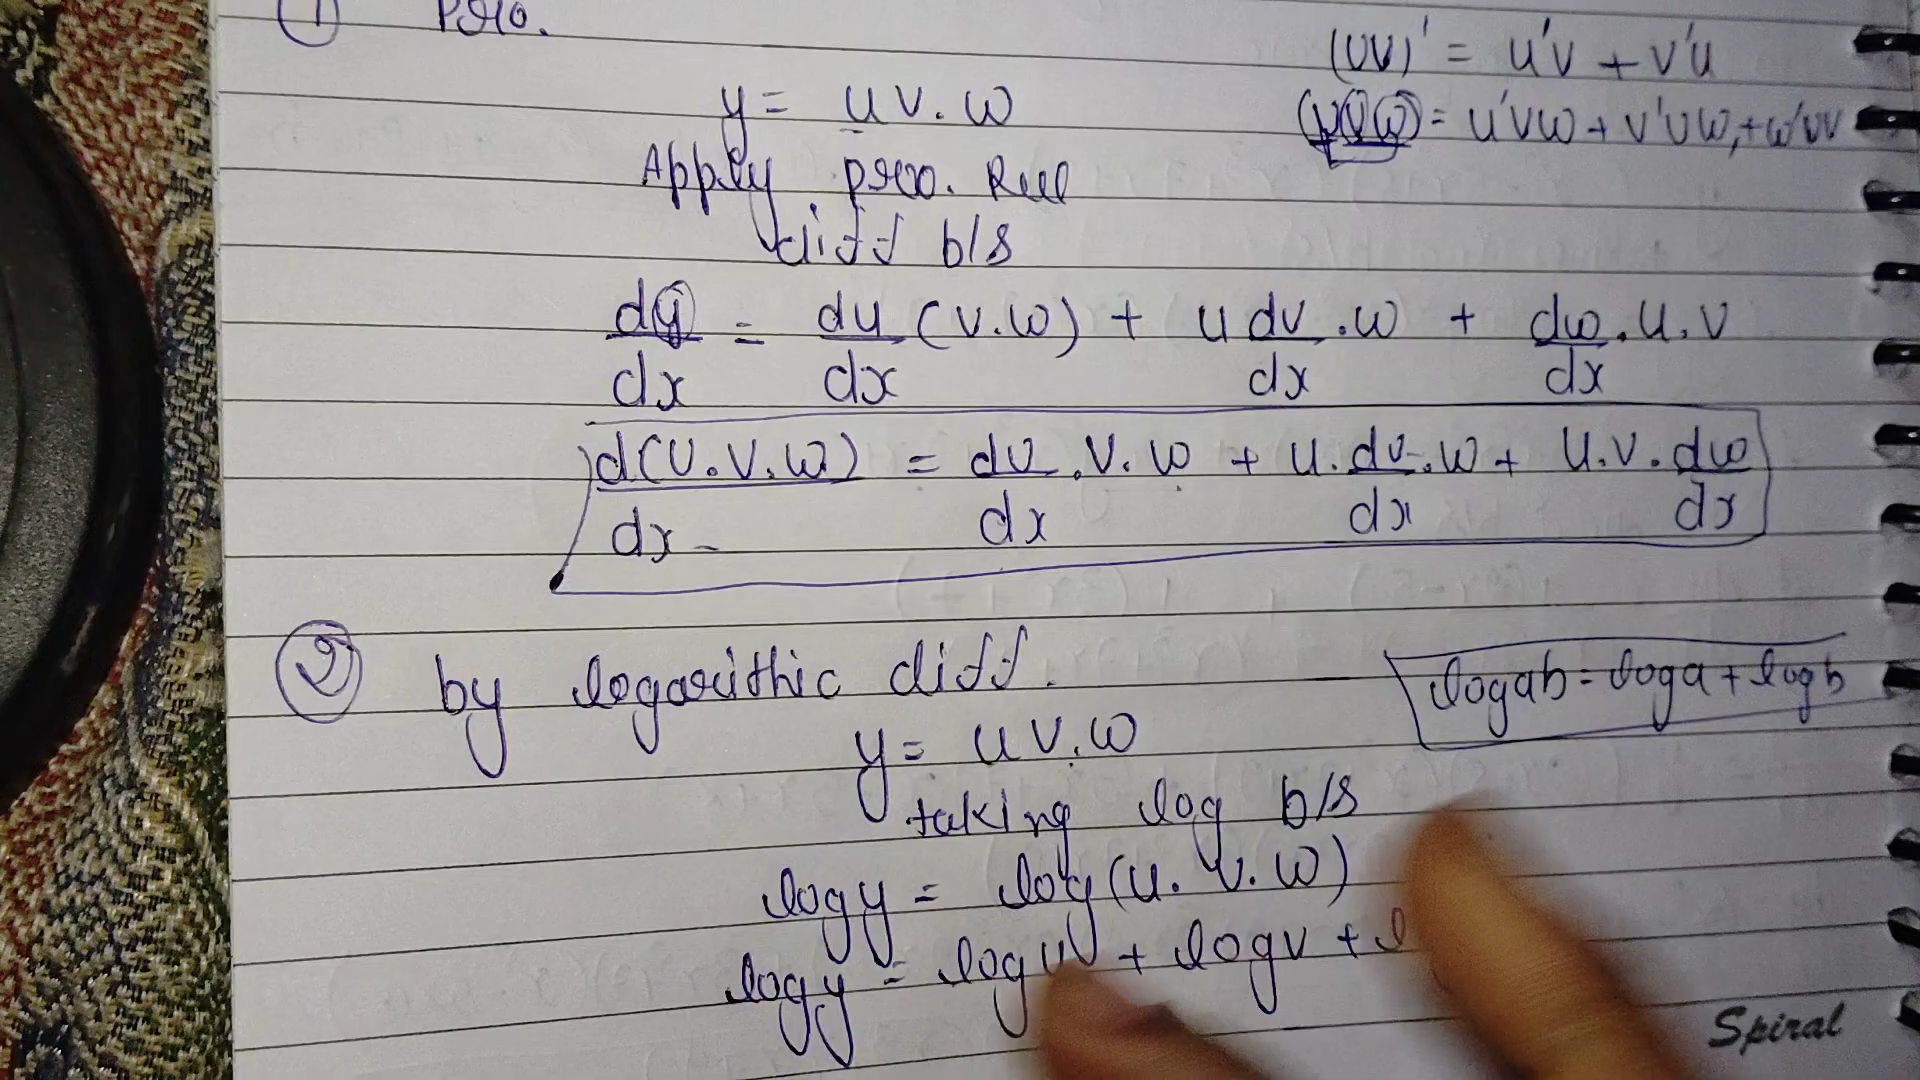 ① Pro.
(UV)' = U'V + V'U
y = uv.w
(UVW) = U'VW + V'UW + W'UV
Apply pro. Rul
diff b/s
dy/dx = du/dx (v.w) + u dv/dx .w + dw/dx .u.v
d(U.V.W)/dx = du/dx .V.W + U.dv/dx .W + U.V.dw/dx
② by logarithic diff.
logab = loga + logb
y = uv.w
taking log b/s
logy = log(u.v.w)
logy = logu + logv + l
Spiral